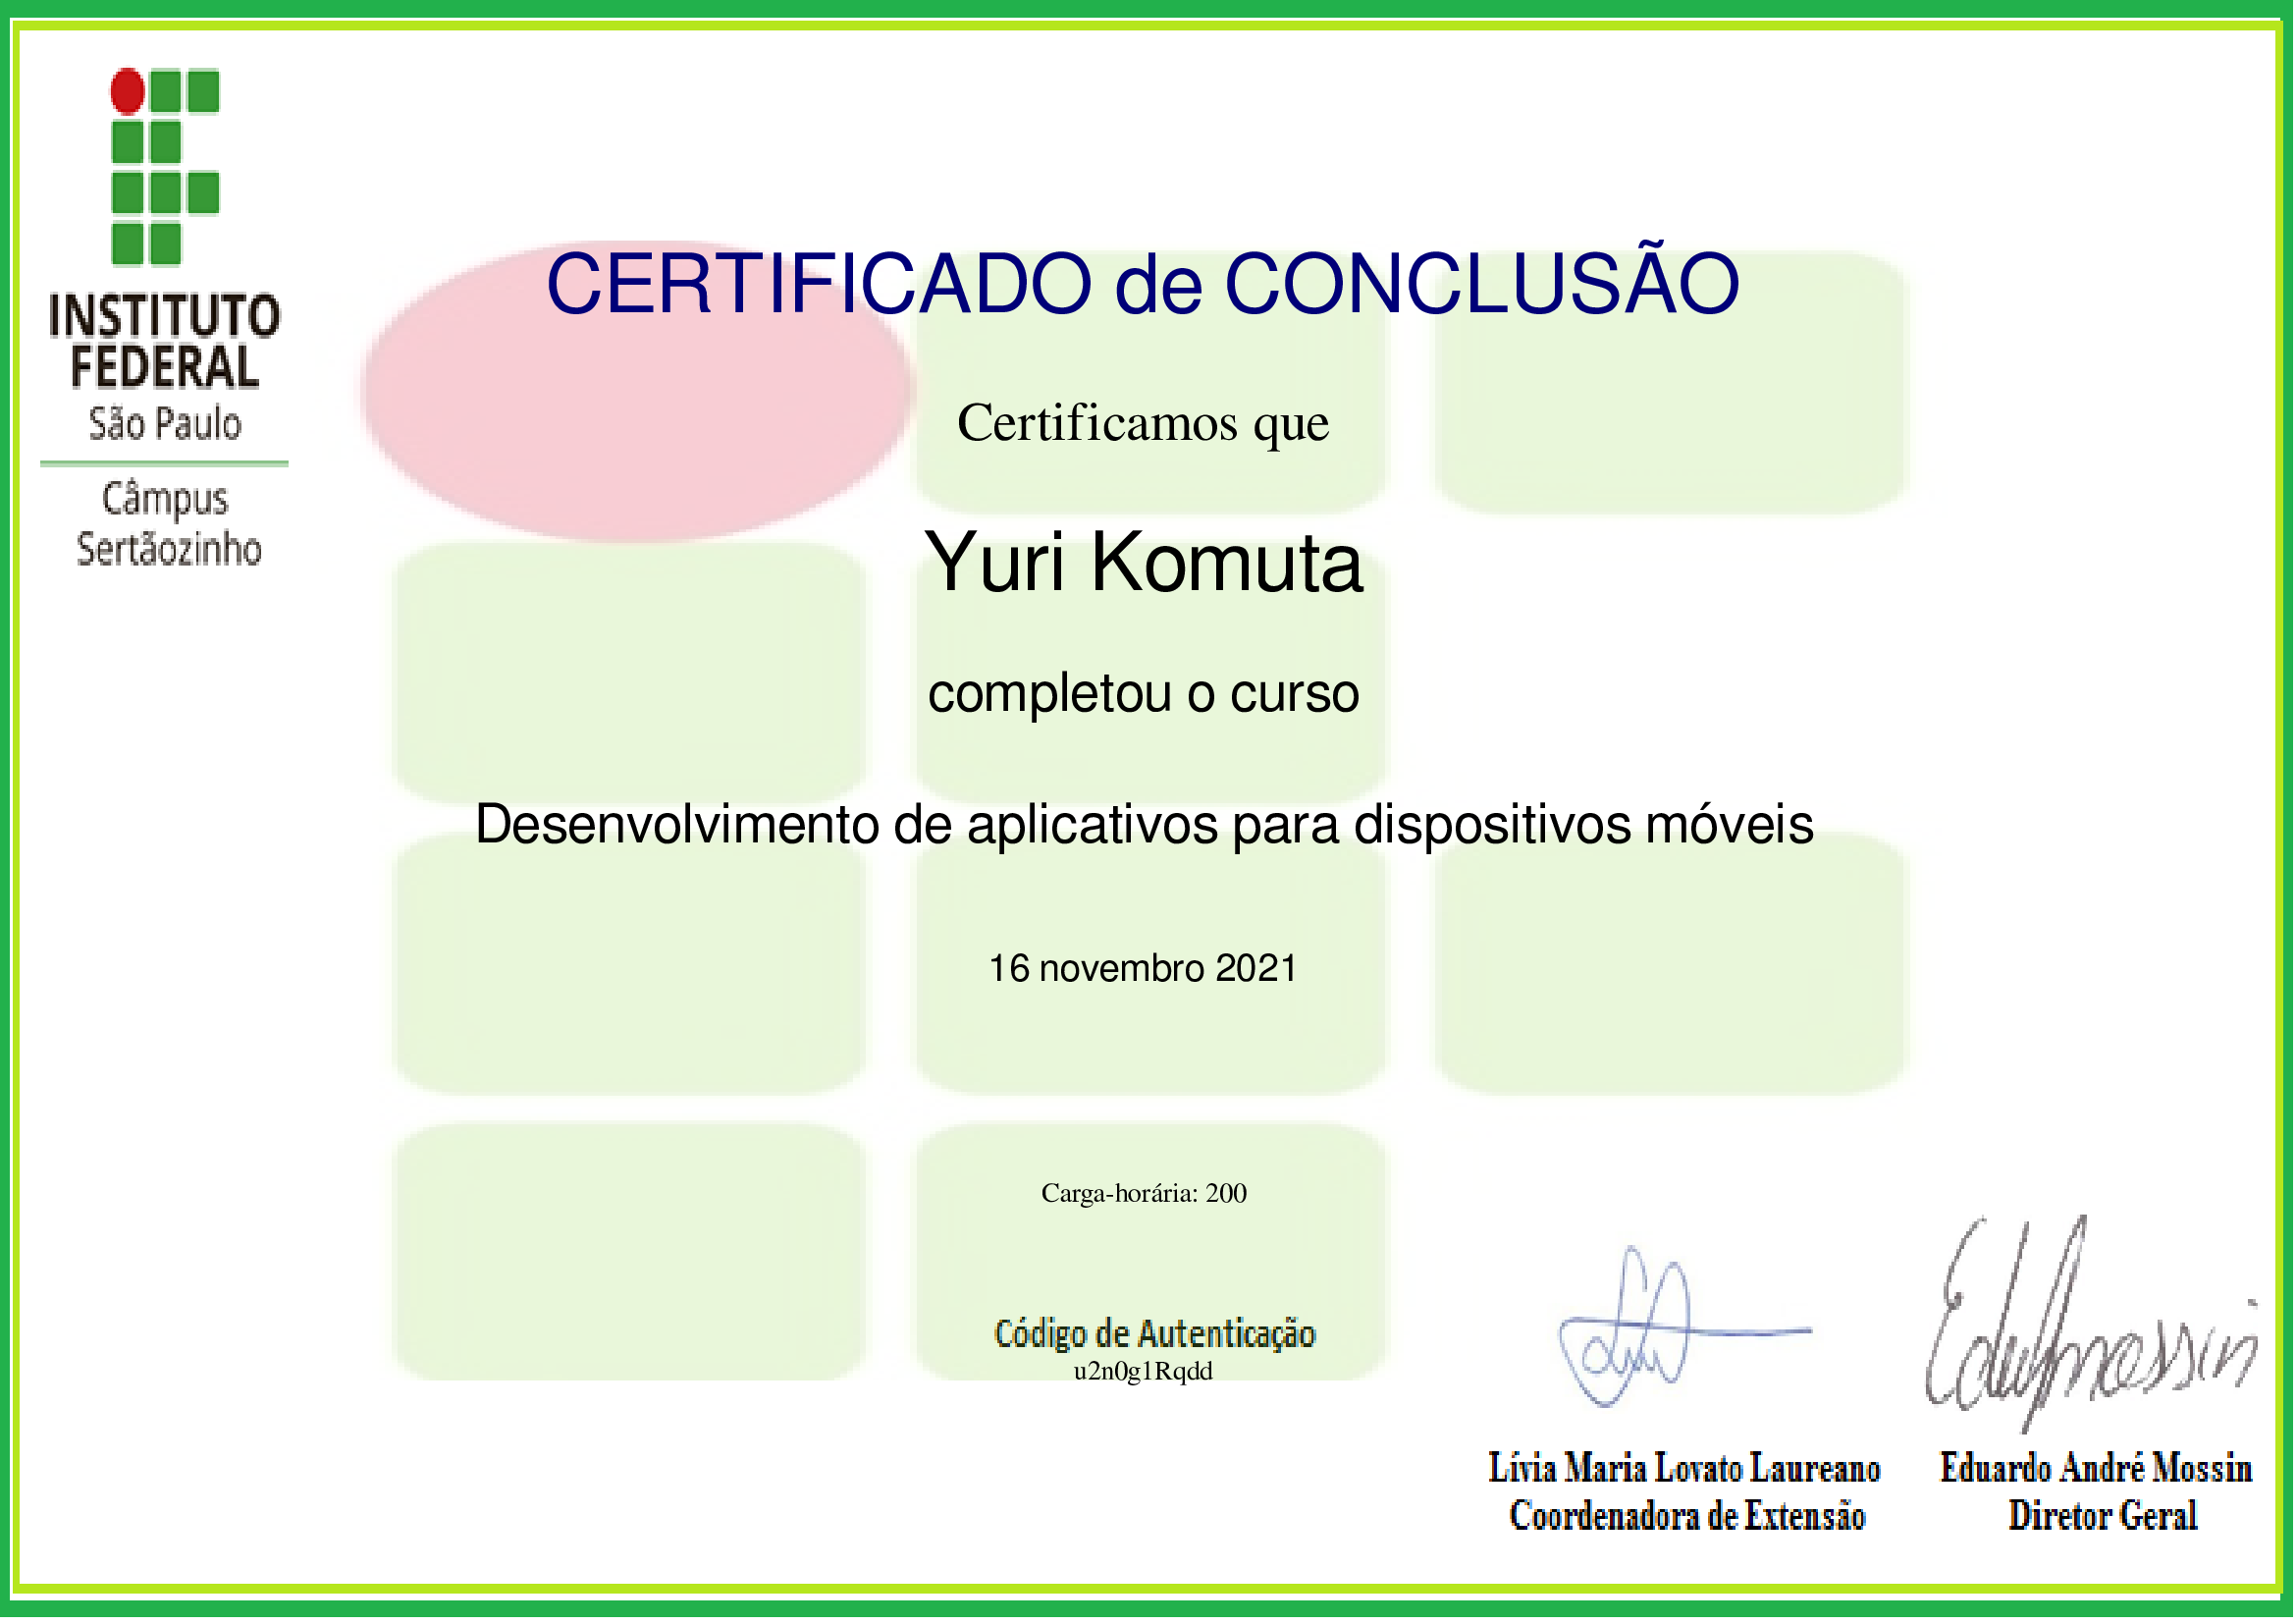 INSTITUTO
FEDERAL
São Paulo
Câmpus
Sertãozinho
CERTIFICADO de CONCLUSÃO
Certificamos que
Yuri Komuta
completou o curso
Desenvolvimento de aplicativos para dispositivos móveis
16 novembro 2021
Carga-horária: 200
Código de Autenticação
u2n0g1Rqdd
Lívia Maria Lovato Laureano
Coordenadora de Extensão
Eduardo André Mossin
Diretor Geral